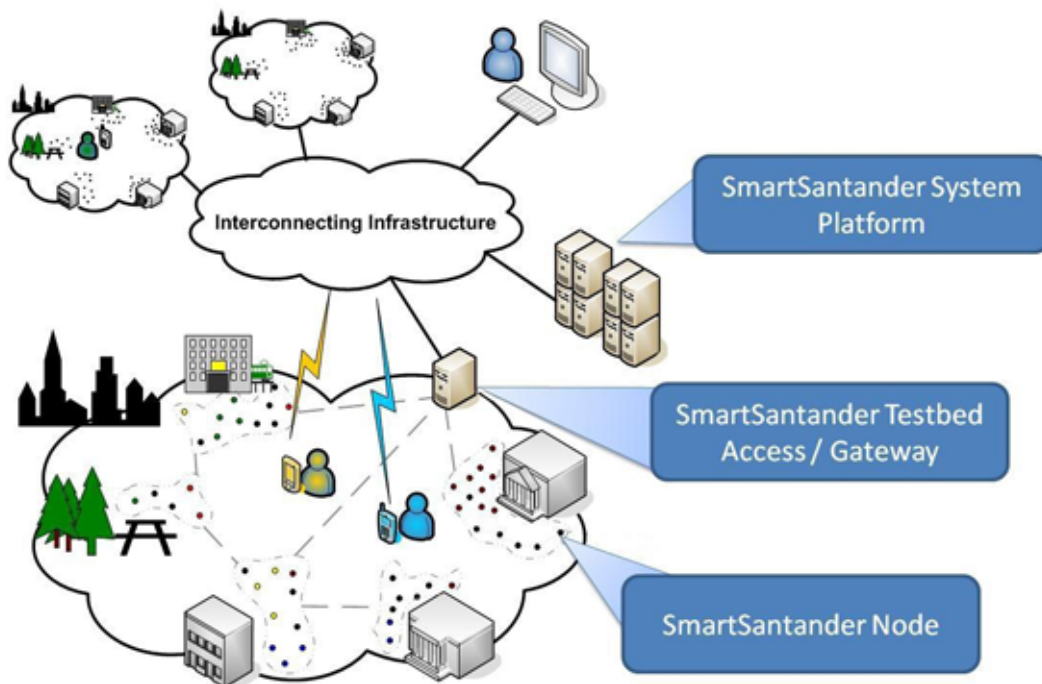 Interconnecting Infrastructure
SmartSantander System
Platform
SmartSantander Testbed
Access / Gateway
SmartSantander Node